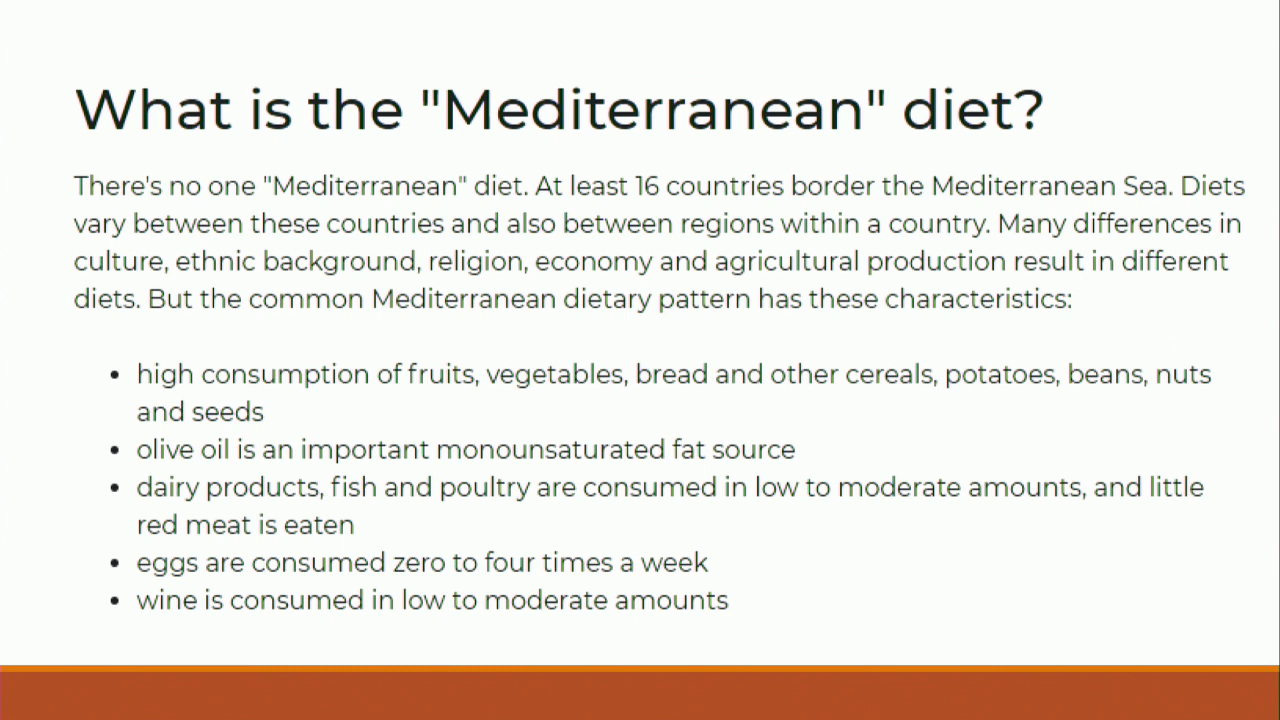 What is the "Mediterranean" diet?
There's no one "Mediterranean" diet. At least 16 countries border the Mediterranean Sea. Diets
vary between these countries and also between regions within a country. Many differences in
culture, ethnic background, religion, economy and agricultural production result in different
diets. But the common Mediterranean dietary pattern has these characteristics:
• high consumption of fruits, vegetables, bread and other cereals, potatoes, beans, nuts
and seeds
• olive oil is an important monounsaturated fat source
• dairy products, fish and poultry are consumed in low to moderate amounts, and little
red meat is eaten
• eggs are consumed zero to four times a week
• wine is consumed in low to moderate amounts